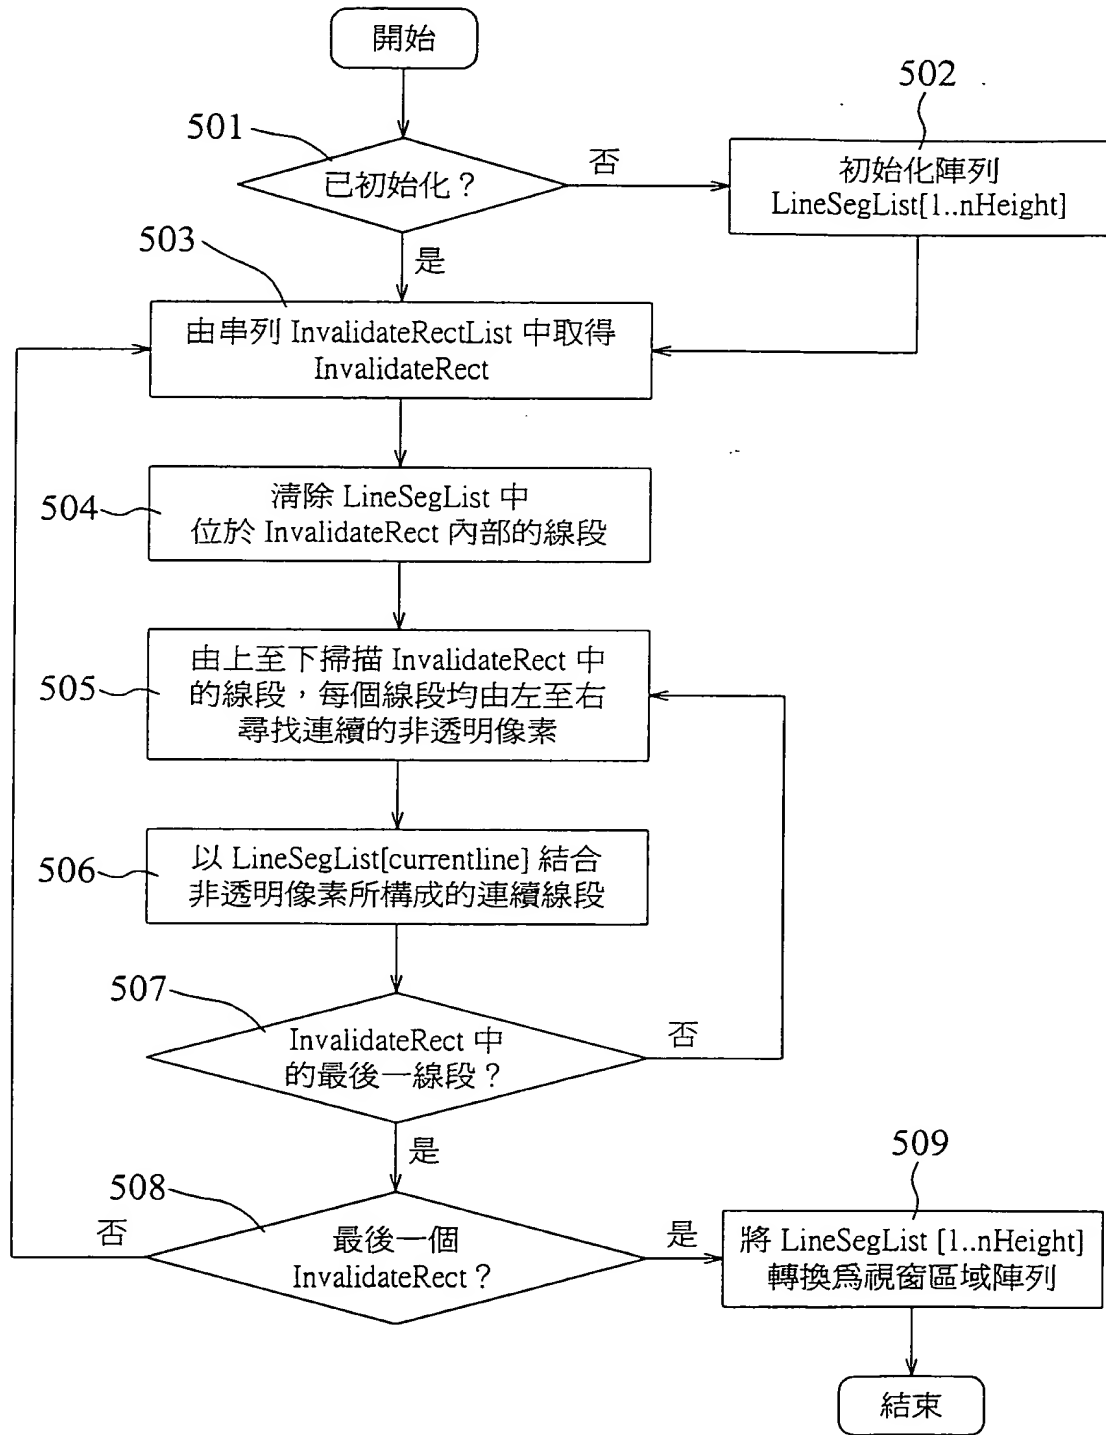 開始
501
已初始化？
否
502
初始化陣列
LineSegList[1..nHeight]
是
503
由串列 InvalidateRectList 中取得
InvalidateRect
504
清除 LineSegList 中
位於 InvalidateRect 內部的線段
505
由上至下掃描 InvalidateRect 中
的線段，每個線段均由左至右
尋找連續的非透明像素
506
以 LineSegList[currentline] 結合
非透明像素所構成的連續線段
507
InvalidateRect 中
的最後一線段？
否
是
508
否
最後一個
InvalidateRect？
是
509
將 LineSegList [1..nHeight]
轉換爲視窗區域陣列
結束